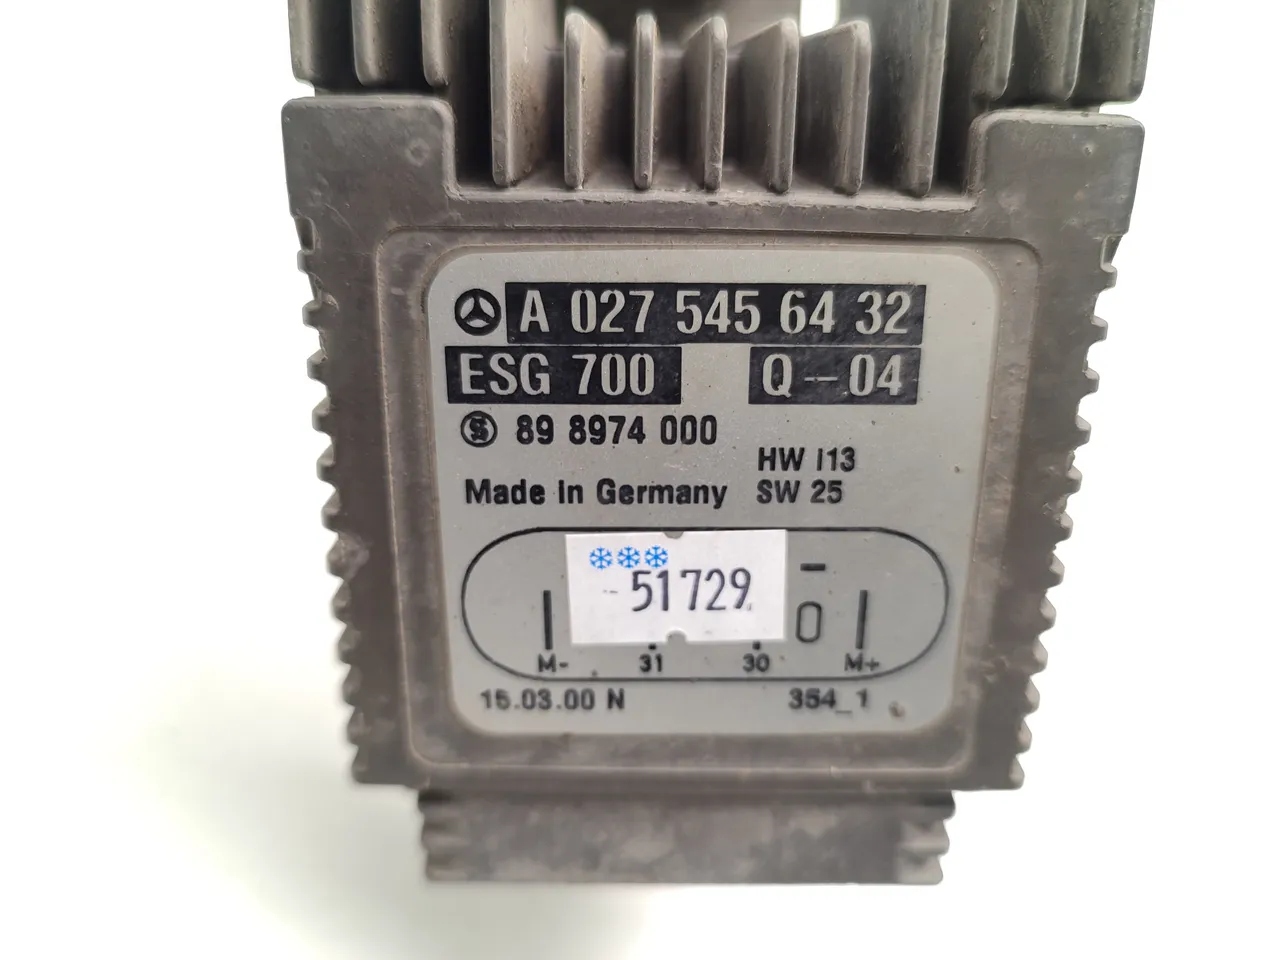 A 027 545 64 32
ESG 700 Q -- 04
89 8974 000
HW I13
Made in Germany SW 25
51729
M- 31 30 M+
15.03.00 N 354_1